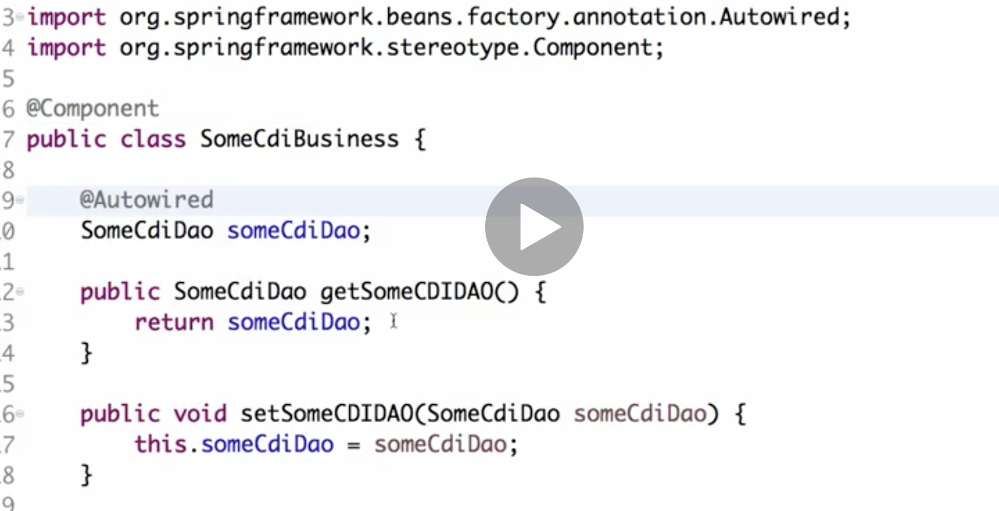 3 import org.springframework.beans.factory.annotation.Autowired;
4 import org.springframework.stereotype.Component;
5
6 @Component
7 public class SomeCdiBusiness {
8
9 @Autowired
0 SomeCdiDao someCdiDao;
1
2 public SomeCdiDao getSomeCDIDAO() {
3 return someCdiDao;
4 }
5
6 public void setSomeCDIDAO(SomeCdiDao someCdiDao) {
7 this.someCdiDao = someCdiDao;
8 }
9